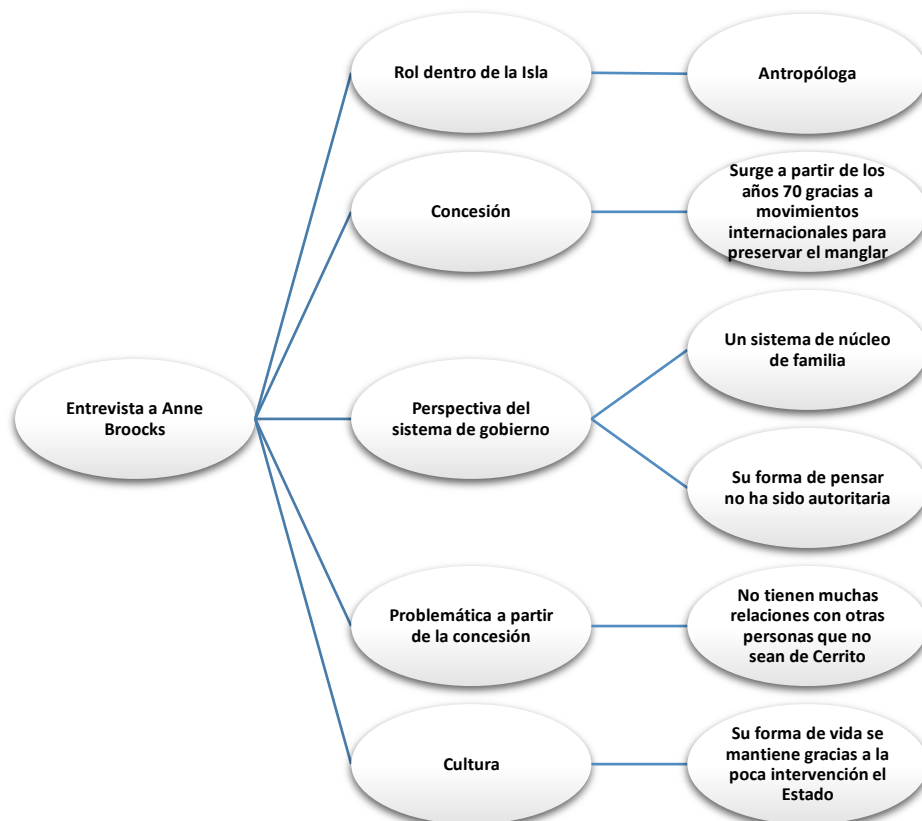 Rol dentro de la Isla
Antropóloga
Concesión
Surge a partir de los
años 70 gracias a
movimientos
internacionales para
preservar el manglar
Entrevista a Anne
Broocks
Perspectiva del
sistema de gobierno
Un sistema de núcleo
de familia
Su forma de pensar
no ha sido autoritaria
Problemática a partir
de la concesión
No tienen muchas
relaciones con otras
personas que no
sean de Cerrito
Cultura
Su forma de vida se
mantiene gracias a la
poca intervención el
Estado